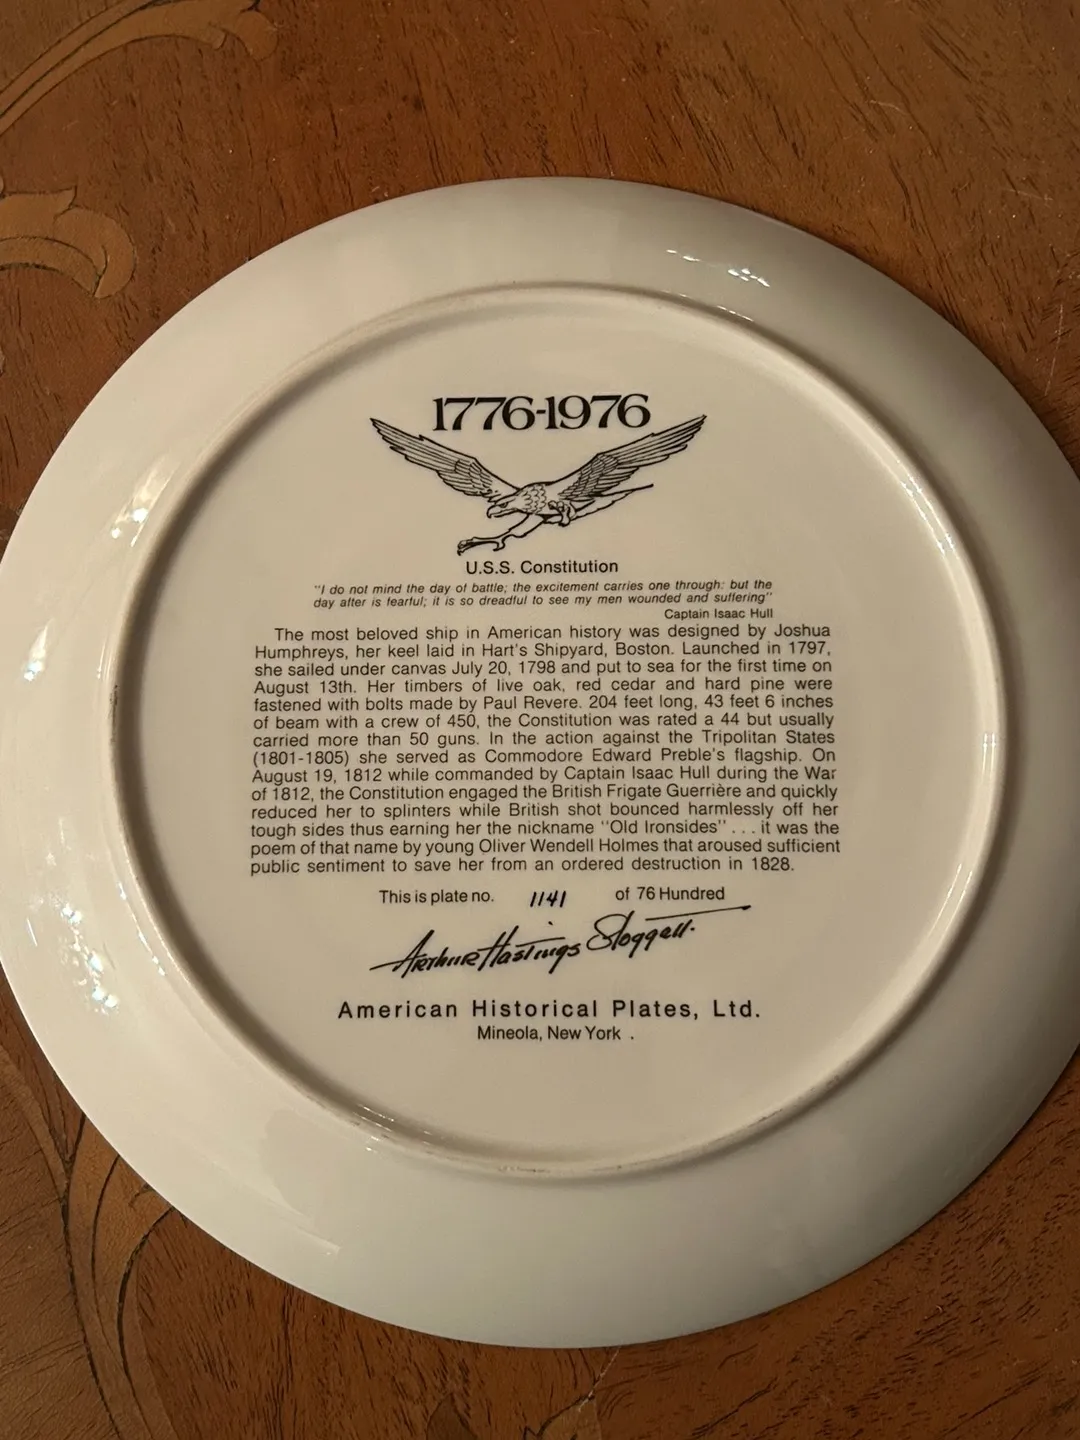 1776-1976
U.S.S. Constitution
"I do not mind the day of battle; the excitement carries one through: but the
day after is fearful; it is so dreadful to see my men wounded and suffering"
Captain Isaac Hull
The most beloved ship in American history was designed by Joshua
Humphreys, her keel laid in Hart's Shipyard, Boston. Launched in 1797,
she sailed under canvas July 20, 1798 and put to sea for the first time on
August 13th. Her timbers of live oak, red cedar and hard pine were
fastened with bolts made by Paul Revere. 204 feet long, 43 feet 6 inches
of beam with a crew of 450, the Constitution was rated a 44 but usually
carried more than 50 guns. In the action against the Tripolitan States
(1801-1805) she served as Commodore Edward Preble's flagship. On
August 19, 1812 while commanded by Captain Isaac Hull during the War
of 1812, the Constitution engaged the British Frigate Guerrière and quickly
reduced her to splinters while British shot bounced harmlessly off her
tough sides thus earning her the nickname "Old Ironsides" . . . it was the
poem of that name by young Oliver Wendell Holmes that aroused sufficient
public sentiment to save her from an ordered destruction in 1828.
This is plate no. 1141 of 76 Hundred
Arthur Hastings Sloggatt
American Historical Plates, Ltd.
Mineola, New York .